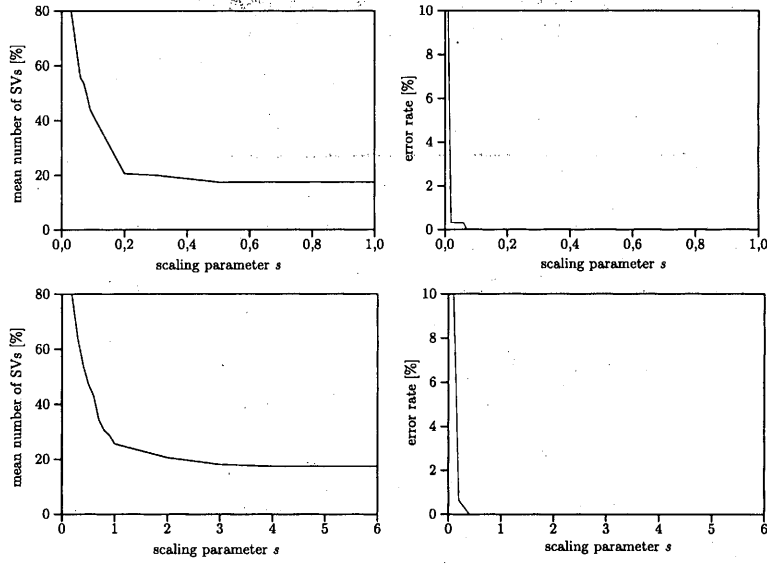 80
60
40
20
0
mean number of SVs [%]
0,0 0,2 0,4 0,6 0,8 1,0
scaling parameter s
10
8
6
4
2
0
error rate [%]
0,0 0,2 0,4 0,6 0,8 1,0
scaling parameter s
80
60
40
20
0
mean number of SVs [%]
0 1 2 3 4 5 6
scaling parameter s
10
8
6
4
2
0
error rate [%]
0 1 2 3 4 5 6
scaling parameter s